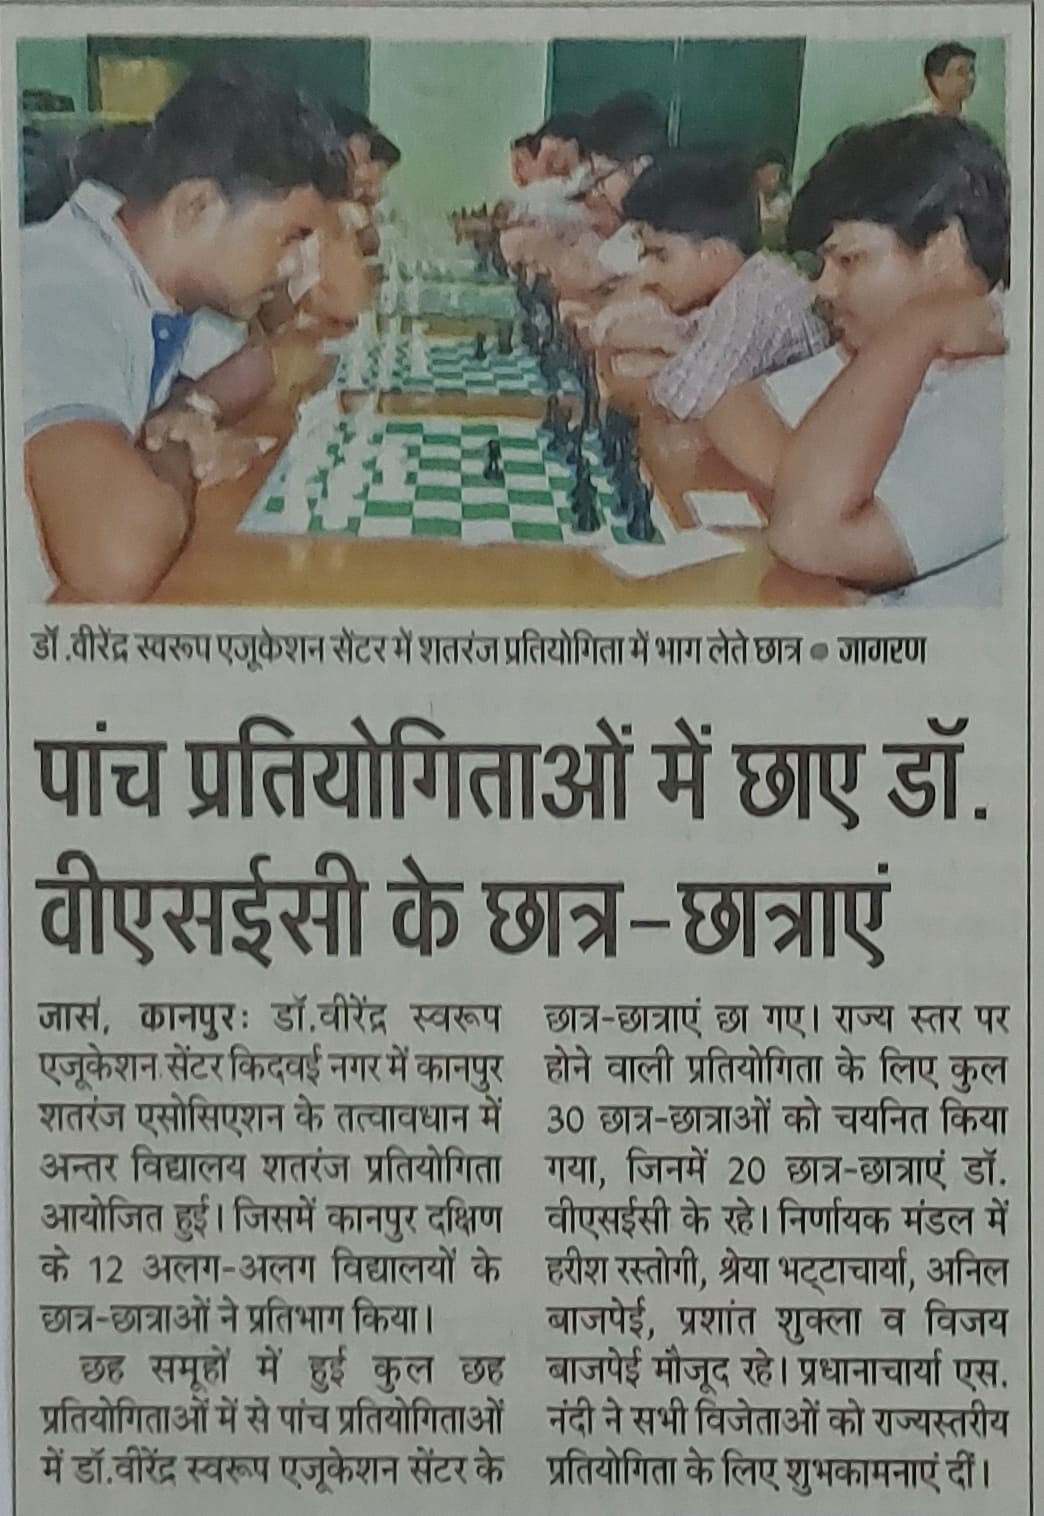 डॉ.वीरेंद्र स्वरूप एजूकेशन सेंटर में शतरंज प्रतियोगिता में भाग लेते छात्र ● जागरण
पांच प्रतियोगिताओं में छाए डॉ.
वीएसईसी के छात्र-छात्राएं
जासं, कानपुर: डॉ.वीरेंद्र स्वरूप
एजूकेशन सेंटर किदवई नगर में कानपुर
शतरंज एसोसिएशन के तत्वावधान में
अन्तर विद्यालय शतरंज प्रतियोगिता
आयोजित हुई। जिसमें कानपुर दक्षिण
के 12 अलग-अलग विद्यालयों के
छात्र-छात्राओं ने प्रतिभाग किया।
छह समूहों में हुई कुल छह
प्रतियोगिताओं में से पांच प्रतियोगिताओं
में डॉ.वीरेंद्र स्वरूप एजूकेशन सेंटर के
छात्र-छात्राएं छा गए। राज्य स्तर पर
होने वाली प्रतियोगिता के लिए कुल
30 छात्र-छात्राओं को चयनित किया
गया, जिनमें 20 छात्र-छात्राएं डॉ.
वीएसईसी के रहे। निर्णायक मंडल में
हरीश रस्तोगी, श्रेया भट्टाचार्या, अनिल
बाजपेई, प्रशांत शुक्ला व विजय
बाजपेई मौजूद रहे। प्रधानाचार्या एस.
नंदी ने सभी विजेताओं को राज्यस्तरीय
प्रतियोगिता के लिए शुभकामनाएं दीं।